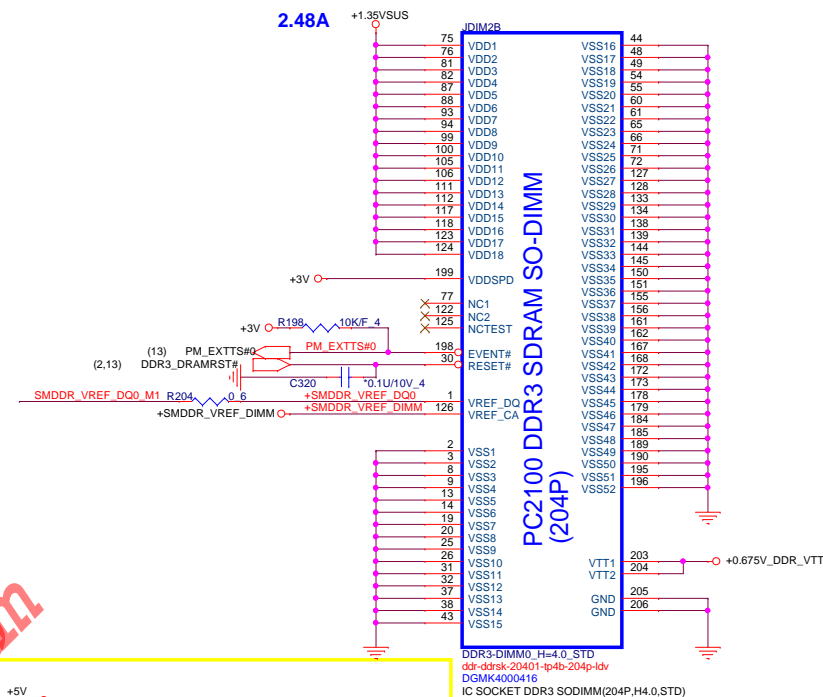 2.48A
+1.35VSUS
JDIM2B
75 VDD1
76 VDD2
81 VDD3
82 VDD4
87 VDD5
88 VDD6
93 VDD7
94 VDD8
99 VDD9
100 VDD10
105 VDD11
106 VDD12
111 VDD13
112 VDD14
117 VDD15
118 VDD16
123 VDD17
124 VDD18
+3V 199 VDDSPD
77 NC1
122 NC2
125 NCTEST
+3V R198 10K/F_4
(13) PM_EXTTS#0 PM_EXTTS#0 198 EVENT#
(2,13) DDR3_DRAMRST# 30 RESET#
C320 *0.1U/10V_4
SMDDR_VREF_DQ0_M1 R204 0_6 +SMDDR_VREF_DQ0 1 VREF_DQ
+SMDDR_VREF_DIMM +SMDDR_VREF_DIMM 126 VREF_CA
2 VSS1
3 VSS2
8 VSS3
9 VSS4
13 VSS5
14 VSS6
19 VSS7
20 VSS8
25 VSS9
26 VSS10
31 VSS11
32 VSS12
37 VSS13
38 VSS14
43 VSS15
PC2100 DDR3 SDRAM SO-DIMM
(204P)
VSS16 44
VSS17 48
VSS18 49
VSS19 54
VSS20 55
VSS21 60
VSS22 61
VSS23 65
VSS24 66
VSS25 71
VSS26 72
VSS27 127
VSS28 128
VSS29 133
VSS30 134
VSS31 138
VSS32 139
VSS33 144
VSS34 145
VSS35 150
VSS36 151
VSS37 155
VSS38 156
VSS39 161
VSS40 162
VSS41 167
VSS42 168
VSS43 172
VSS44 173
VSS45 178
VSS46 179
VSS47 184
VSS48 185
VSS49 189
VSS50 190
VSS51 195
VSS52 196
VTT1 203
VTT2 204
+0.675V_DDR_VTT
GND 205
GND 206
DDR3-DIMM0_H=4.0_STD
ddr-ddrsk-20401-tp4b-204p-ldv
DGMK4000416
IC SOCKET DDR3 SODIMM(204P,H4.0,STD)
+5V